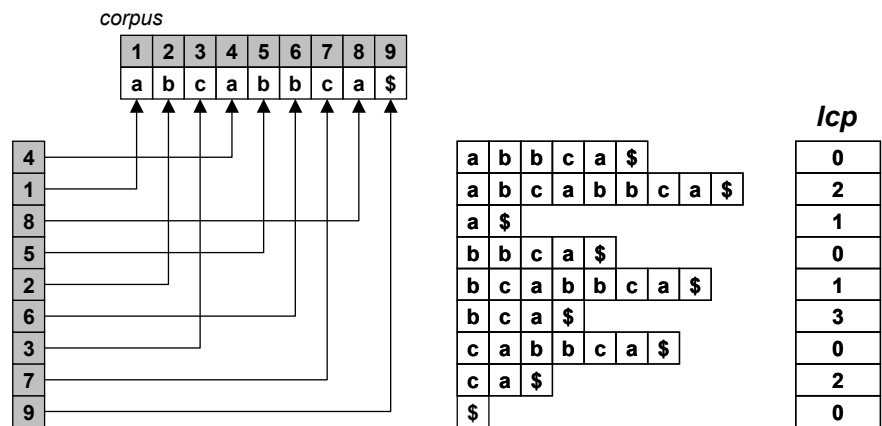 corpus
1 2 3 4 5 6 7 8 9
a b c a b b c a $
lcp
4 a b b c a $ 0
1 a b c a b b c a $ 2
8 a $ 1
5 b b c a $ 0
2 b c a b b c a $ 1
6 b c a $ 3
3 c a b b c a $ 0
7 c a $ 2
9 $ 0